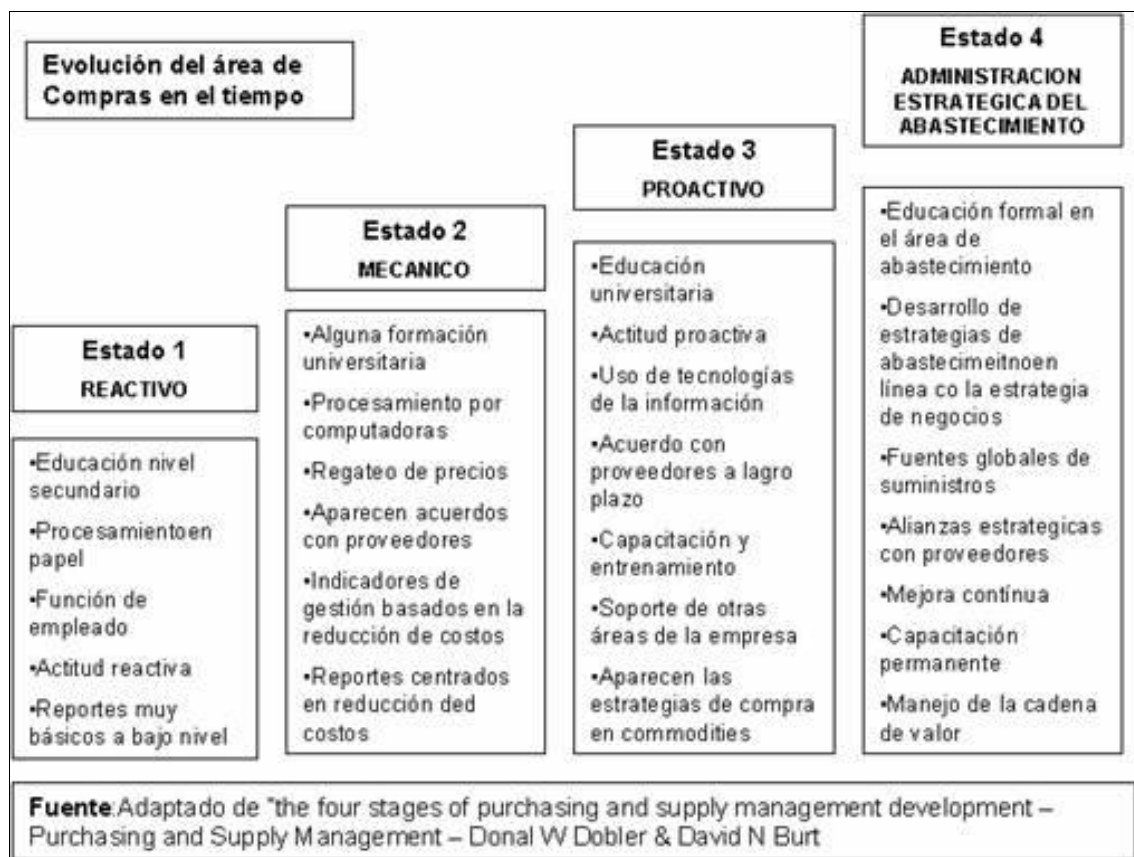 Evolución del área de
Compras en el tiempo
Estado 1
REACTIVO
•Educación nivel
secundario
•Procesamiento en
papel
•Función de
empleado
•Actitud reactiva
•Reportes muy
básicos a bajo nivel
Estado 2
MECANICO
•Alguna formación
universitaria
•Procesamiento por
computadoras
•Regateo de precios
•Aparecen acuerdos
con proveedores
•Indicadores de
gestión basados en la
reducción de costos
•Reportes centrados
en reducción ded
costos
Estado 3
PROACTIVO
•Educación
universitaria
•Actitud proactiva
•Uso de tecnologías
de la información
•Acuerdo con
proveedores a lagro
plazo
•Capacitación y
entrenamiento
•Soporte de otras
áreas de la empresa
•Aparecen las
estrategias de compra
en commodities
Estado 4
ADMINISTRACION
ESTRATEGICA DEL
ABASTECIMIENTO
•Educación formal en
el área de
abastecimiento
•Desarrollo de
estrategias de
abastecimeitnoen
línea co la estrategia
de negocios
•Fuentes globales de
suministros
•Alianzas estrategicas
con proveedores
•Mejora contínua
•Capacitación
permanente
•Manejo de la cadena
de valor
Fuente:Adaptado de "the four stages of purchasing and supply management development –
Purchasing and Supply Management – Donal W Dobler & David N Burt